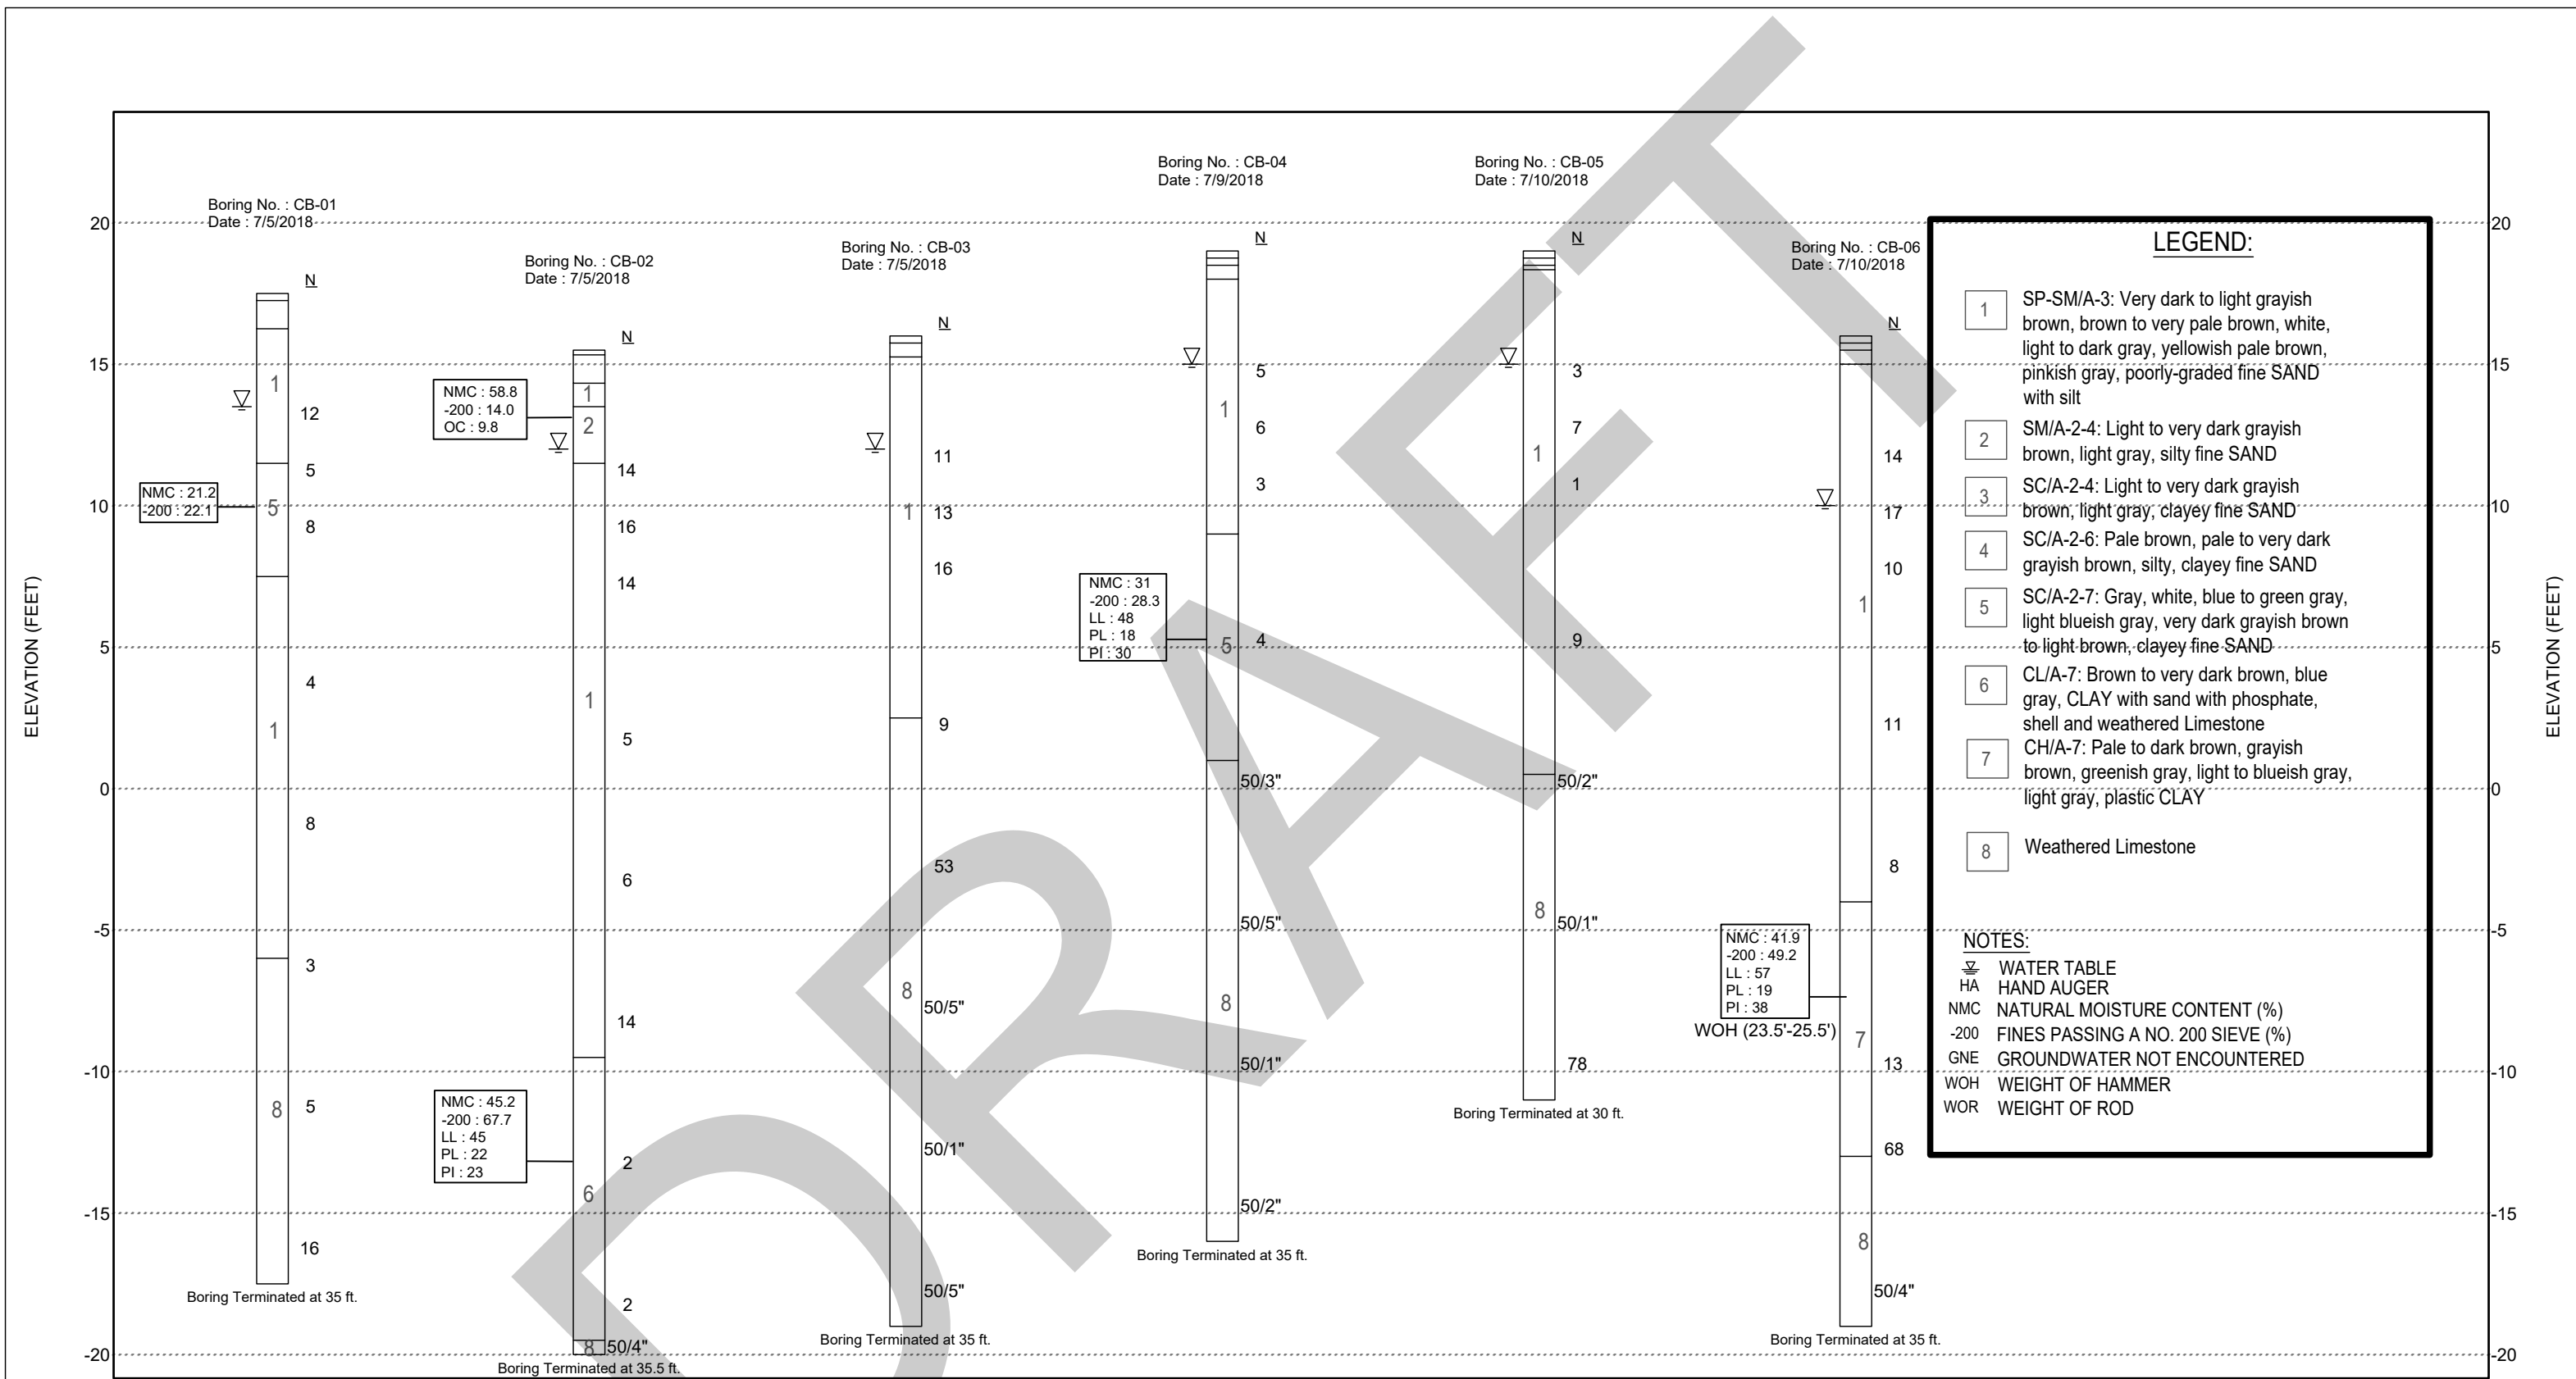 Boring No. : CB-01
Date : 7/5/2018
N
1
12
5
5
8
4
1
8
3
8
5
16
Boring Terminated at 35 ft.
NMC : 21.2
-200 : 22.1
Boring No. : CB-02
Date : 7/5/2018
N
1
2
14
16
14
1
5
6
14
2
6
2
8
50/4"
Boring Terminated at 35.5 ft.
NMC : 58.8
-200 : 14.0
OC : 9.8
NMC : 45.2
-200 : 67.7
LL : 45
PL : 22
PI : 23
Boring No. : CB-03
Date : 7/5/2018
N
11
1
13
16
9
53
8
50/5"
50/1"
50/5"
Boring Terminated at 35 ft.
Boring No. : CB-04
Date : 7/9/2018
N
5
1
6
3
5
4
50/3"
50/5"
8
50/1"
50/2"
Boring Terminated at 35 ft.
NMC : 31
-200 : 28.3
LL : 48
PL : 18
PI : 30
Boring No. : CB-05
Date : 7/10/2018
N
3
7
1
1
9
50/2"
8
50/1"
78
Boring Terminated at 30 ft.
Boring No. : CB-06
Date : 7/10/2018
N
14
17
10
1
11
8
7
13
68
8
50/4"
Boring Terminated at 35 ft.
NMC : 41.9
-200 : 49.2
LL : 57
PL : 19
PI : 38
WOH (23.5'-25.5')
ELEVATION (FEET)
20
15
10
5
0
-5
-10
-15
-20
ELEVATION (FEET)
20
15
10
5
0
-5
-10
-15
-20
LEGEND:
1 SP-SM/A-3: Very dark to light grayish
brown, brown to very pale brown, white,
light to dark gray, yellowish pale brown,
pinkish gray, poorly-graded fine SAND
with silt
2 SM/A-2-4: Light to very dark grayish
brown, light gray, silty fine SAND
3 SC/A-2-4: Light to very dark grayish
brown, light gray, clayey fine SAND
4 SC/A-2-6: Pale brown, pale to very dark
grayish brown, silty, clayey fine SAND
5 SC/A-2-7: Gray, white, blue to green gray,
light blueish gray, very dark grayish brown
to light brown, clayey fine SAND
6 CL/A-7: Brown to very dark brown, blue
gray, CLAY with sand with phosphate,
shell and weathered Limestone
7 CH/A-7: Pale to dark brown, grayish
brown, greenish gray, light to blueish gray,
light gray, plastic CLAY
8 Weathered Limestone
NOTES:
WATER TABLE
HA HAND AUGER
NMC NATURAL MOISTURE CONTENT (%)
-200 FINES PASSING A NO. 200 SIEVE (%)
GNE GROUNDWATER NOT ENCOUNTERED
WOH WEIGHT OF HAMMER
WOR WEIGHT OF ROD
DRAFT